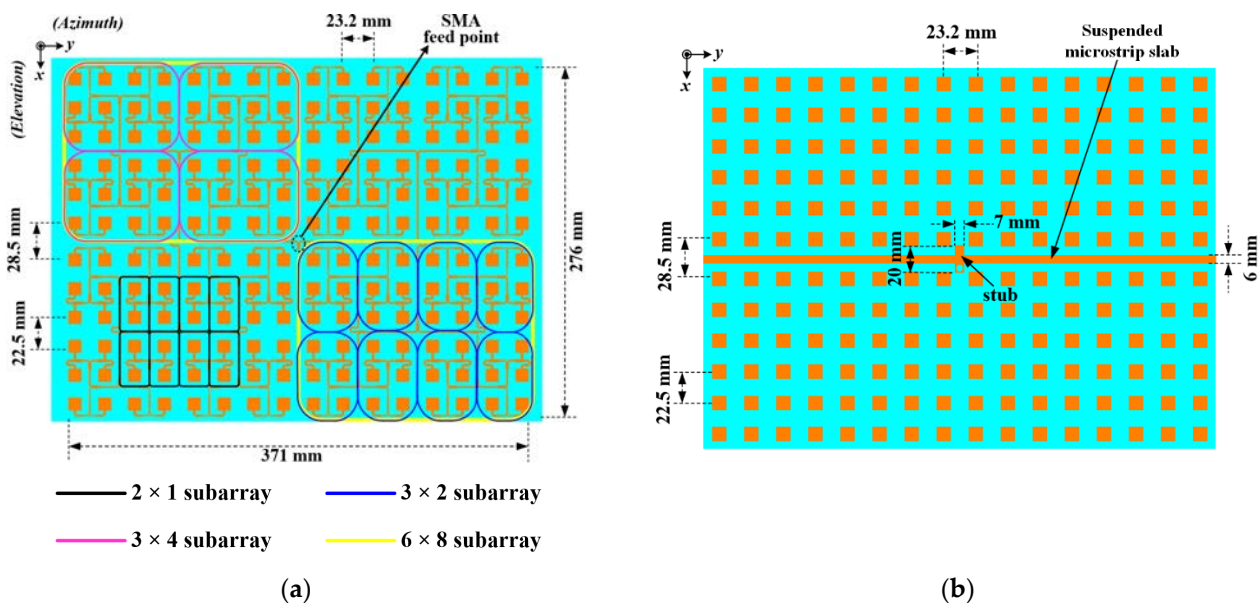 (Azimuth)
y
x
(Elevation)
23.2 mm
SMA
feed point
28.5 mm
22.5 mm
276 mm
371 mm
2 × 1 subarray
3 × 2 subarray
3 × 4 subarray
6 × 8 subarray
(a)
y
x
23.2 mm
Suspended
microstrip slab
7 mm
20 mm
stub
28.5 mm
22.5 mm
6 mm
(b)